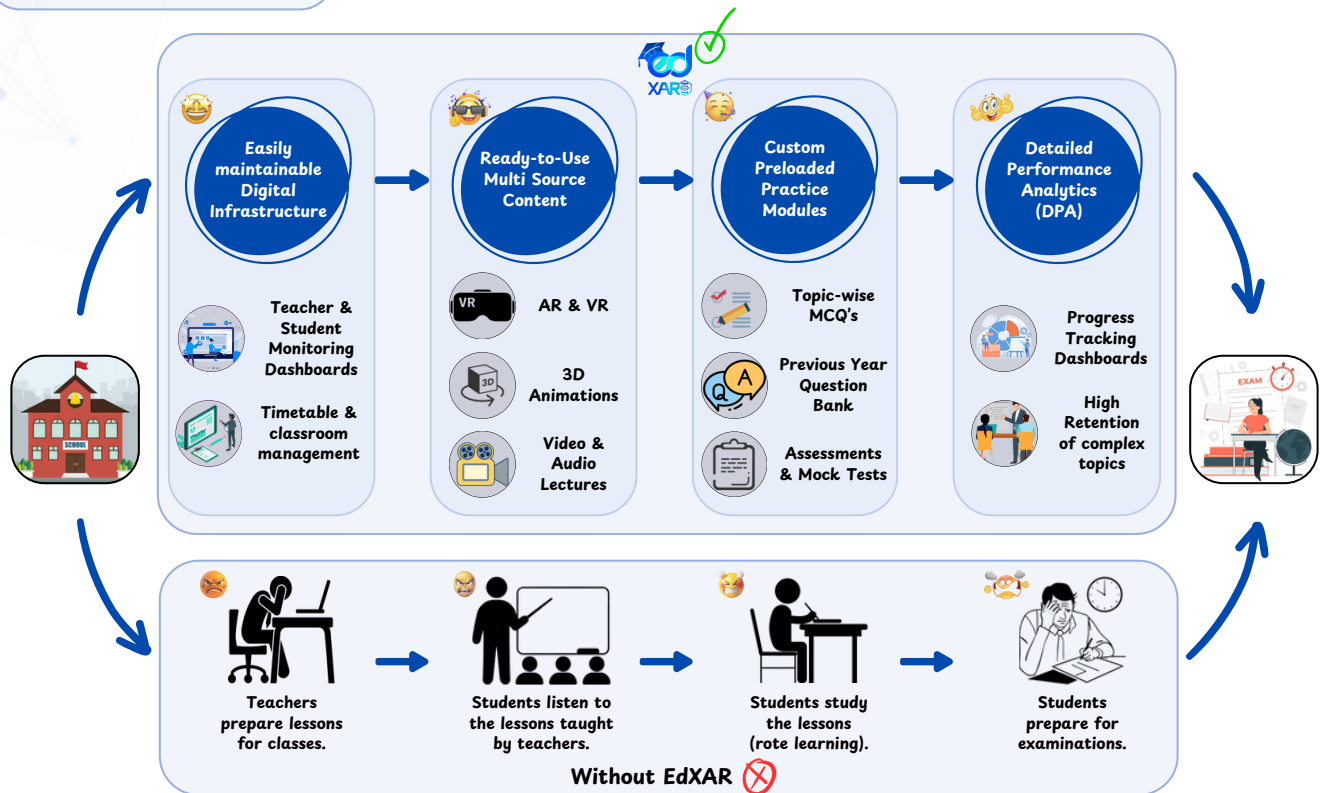 ed
XAR
Easily
maintainable
Digital
Infrastructure
Teacher &
Student
Monitoring
Dashboards
Timetable &
classroom
management
Ready-to-Use
Multi Source
Content
VR
AR & VR
3D
3D
Animations
Video &
Audio
Lectures
Custom
Preloaded
Practice
Modules
Topic-wise
MCQ's
Q A
Previous Year
Question
Bank
Assessments
& Mock Tests
Detailed
Performance
Analytics
(DPA)
Progress
Tracking
Dashboards
High
Retention
of complex
topics
SCHOOL
EXAM
Teachers
prepare lessons
for classes.
Students listen to
the lessons taught
by teachers.
Students study
the lessons
(rote learning).
Students
prepare for
examinations.
Without EdXAR